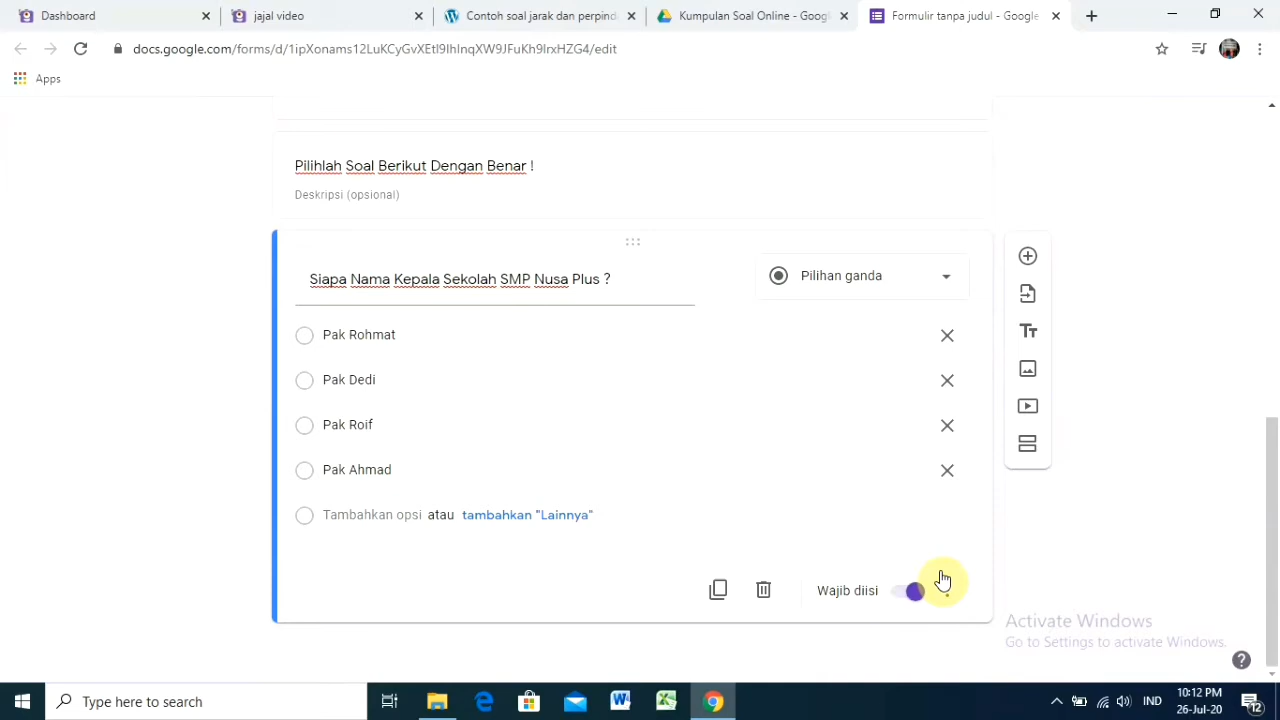 Dashboard
jajal video
Contoh soal jarak dan perpind
Kumpulan Soal Online - Googl
Formulir tanpa judul - Google
docs.google.com/forms/d/1ipXonams12LuKCyGvXEtl9IhlnqXW9JFuKh9IrxHZG4/edit
Apps
Pilihlah Soal Berikut Dengan Benar !
Deskripsi (opsional)
Siapa Nama Kepala Sekolah SMP Nusa Plus ?
Pilihan ganda
Pak Rohmat
Pak Dedi
Pak Roif
Pak Ahmad
Tambahkan opsi atau tambahkan "Lainnya"
Wajib diisi
Activate Windows
Go to Settings to activate Windows.
Type here to search
IND
10:12 PM
26-Jul-20
12